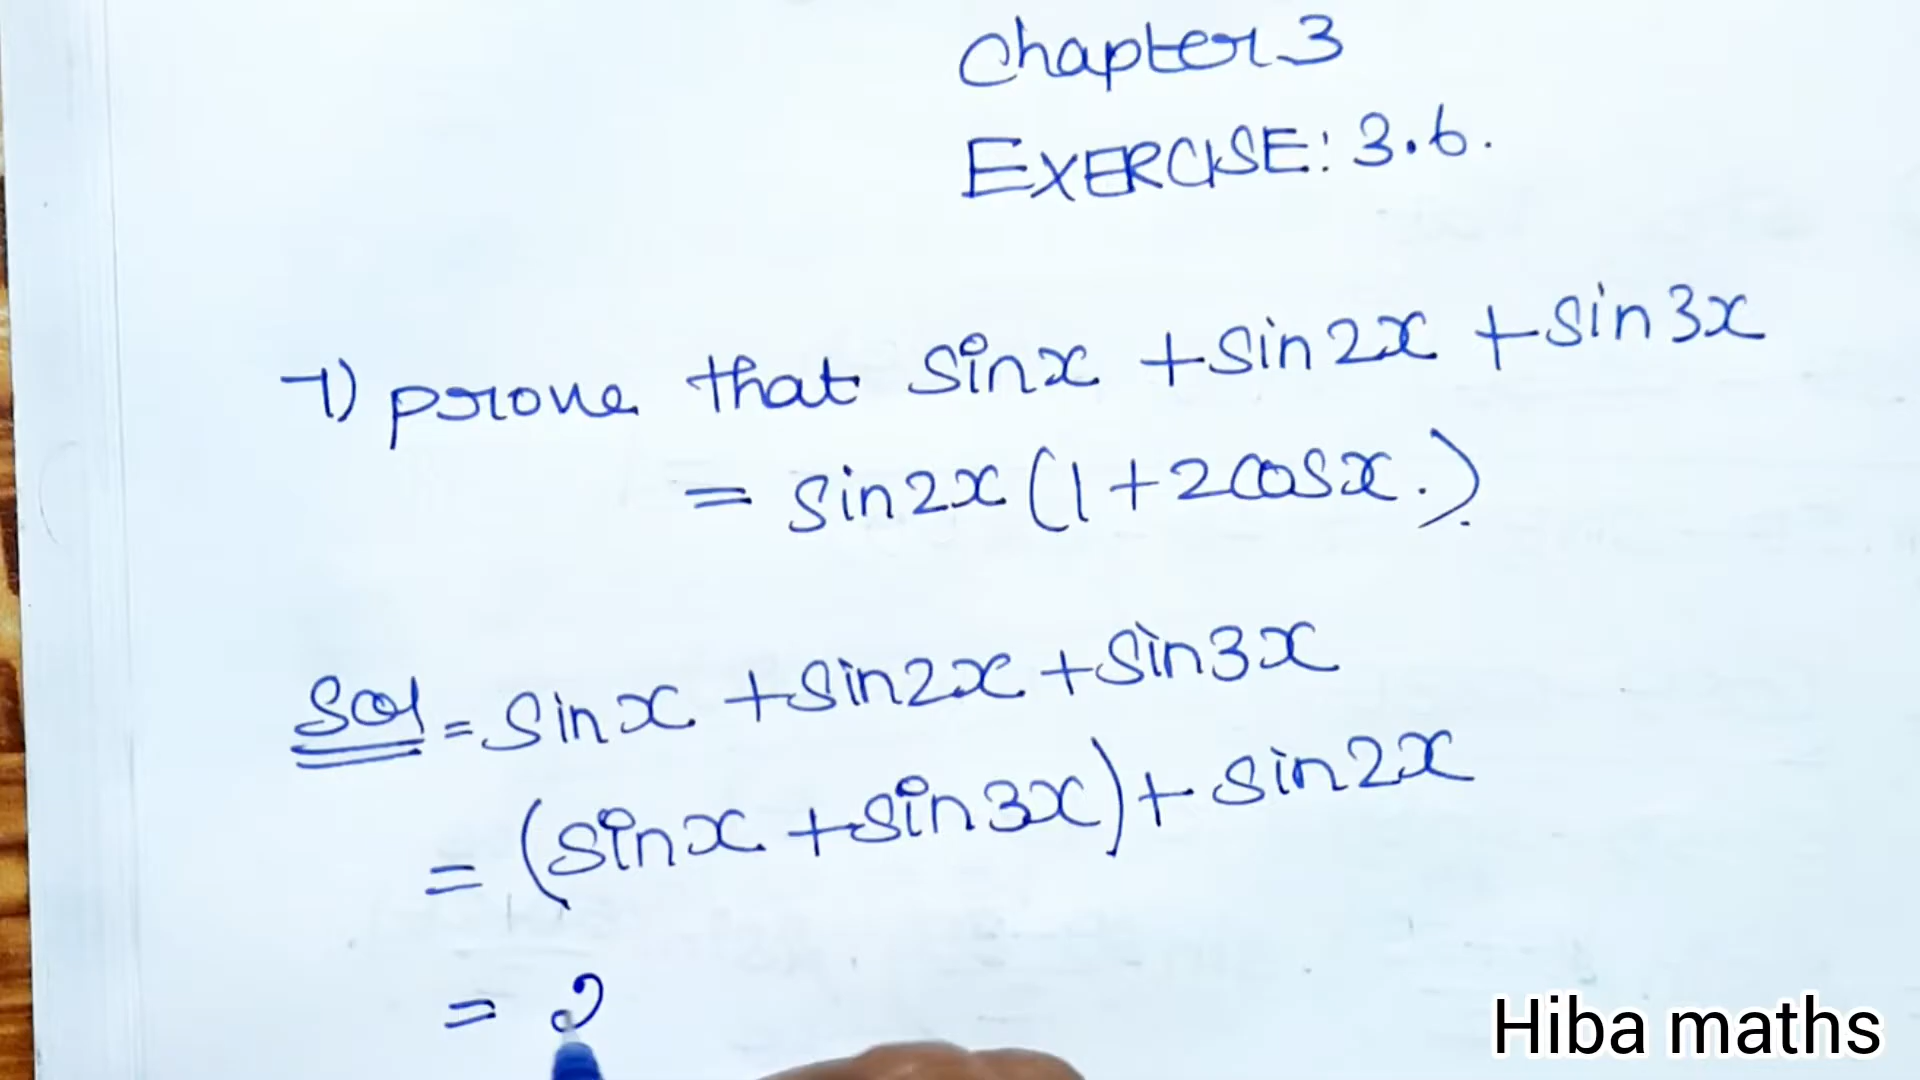 Chapter 3
EXERCISE: 3.6.
7) prove that sinx + sin2x + sin3x
= sin2x (1 + 2cosx.).
Sol = sinx + sin2x + sin3x
= (sinx + sin3x) + sin2x
= 2
Hiba maths